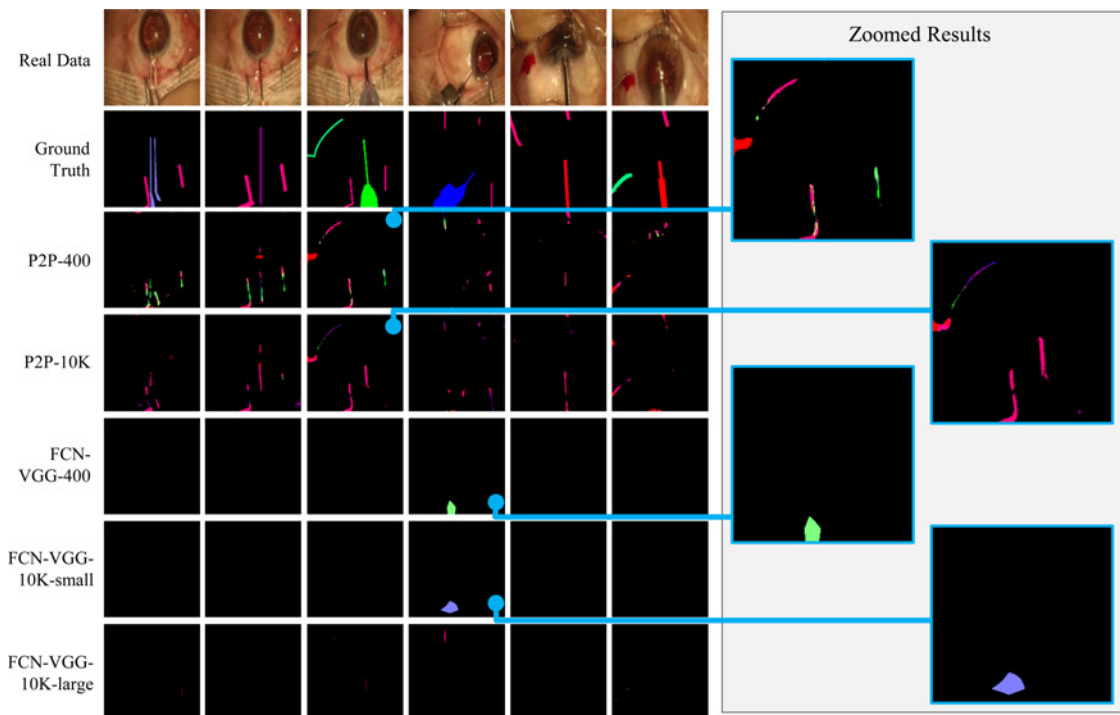 Zoomed Results
Real Data
Ground
Truth
P2P-400
P2P-10K
FCN-
VGG-400
FCN-VGG-
10K-small
FCN-VGG-
10K-large